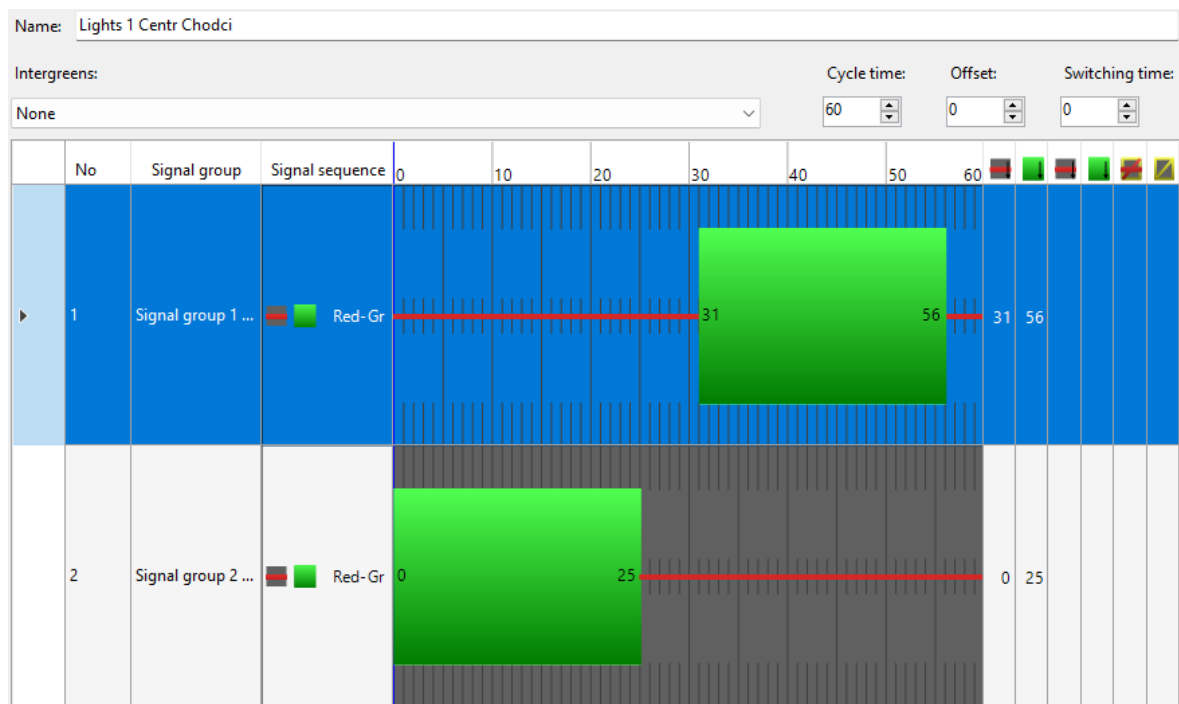 Name: Lights 1 Centr Chodci
Intergreens: Cycle time: Offset: Switching time:
None 60 0 0
No Signal group Signal sequence 0 10 20 30 40 50 60
1 Signal group 1 ... Red-Gr 31 56 31 56
2 Signal group 2 ... Red-Gr 0 25 0 25